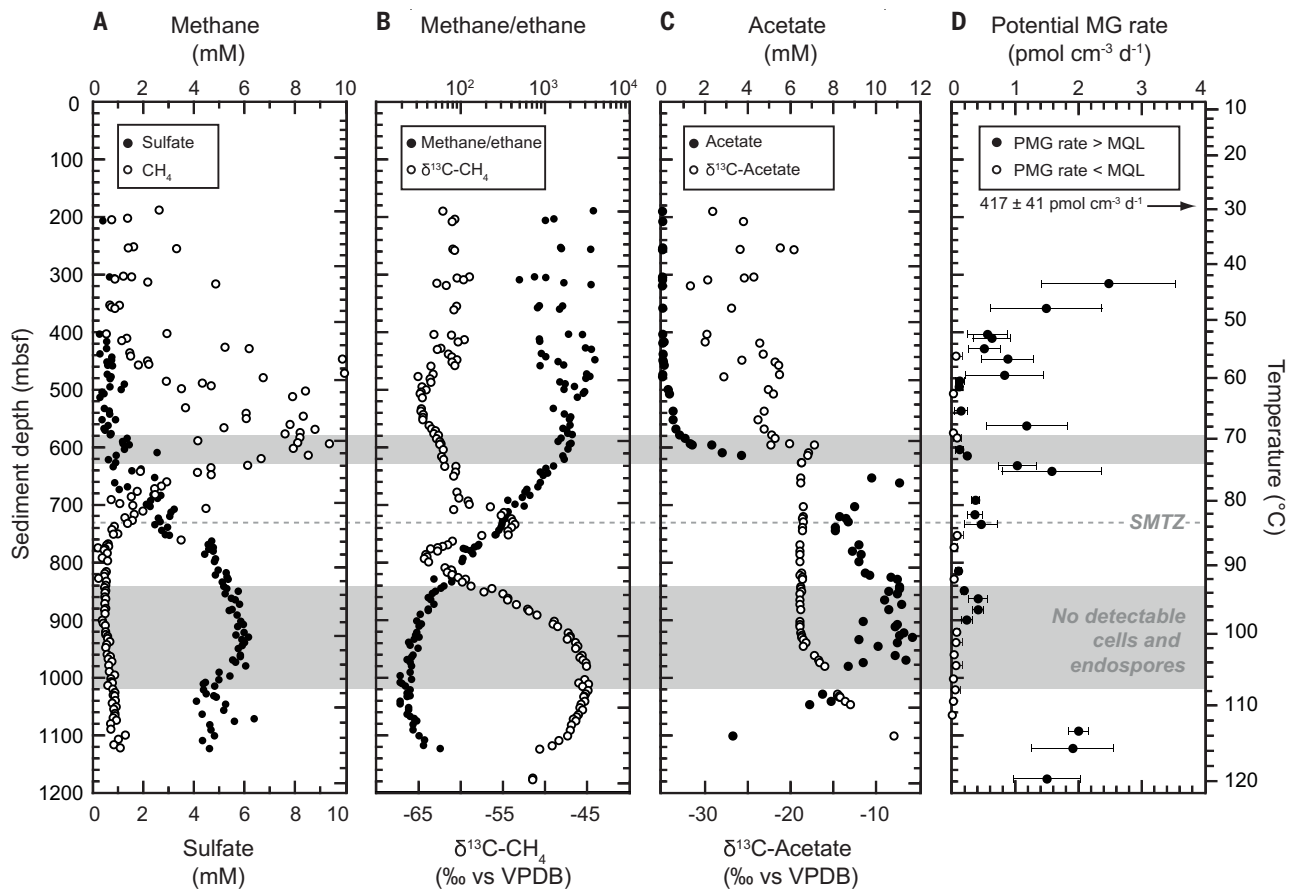 A
Methane
(mM)
0 2 4 6 8 10
B
Methane/ethane
10² 10³ 10⁴
C
Acetate
(mM)
0 2 4 6 8 10 12
D
Potential MG rate
(pmol cm⁻³ d⁻¹)
0 1 2 3 4
Sediment depth (mbsf)
0
100
200
300
400
500
600
700
800
900
1000
1100
1200
Sulfate
CH₄
Methane/ethane
δ¹³C-CH₄
Acetate
δ¹³C-Acetate
PMG rate > MQL
PMG rate < MQL
417 ± 41 pmol cm⁻³ d⁻¹
SMTZ
No detectable
cells and
endospores
10
20
30
40
50
60
70
80
90
100
110
120
Temperature (°C)
0 2 4 6 8 10
Sulfate
(mM)
-65 -55 -45
δ¹³C-CH₄
(‰ vs VPDB)
-30 -20 -10
δ¹³C-Acetate
(‰ vs VPDB)